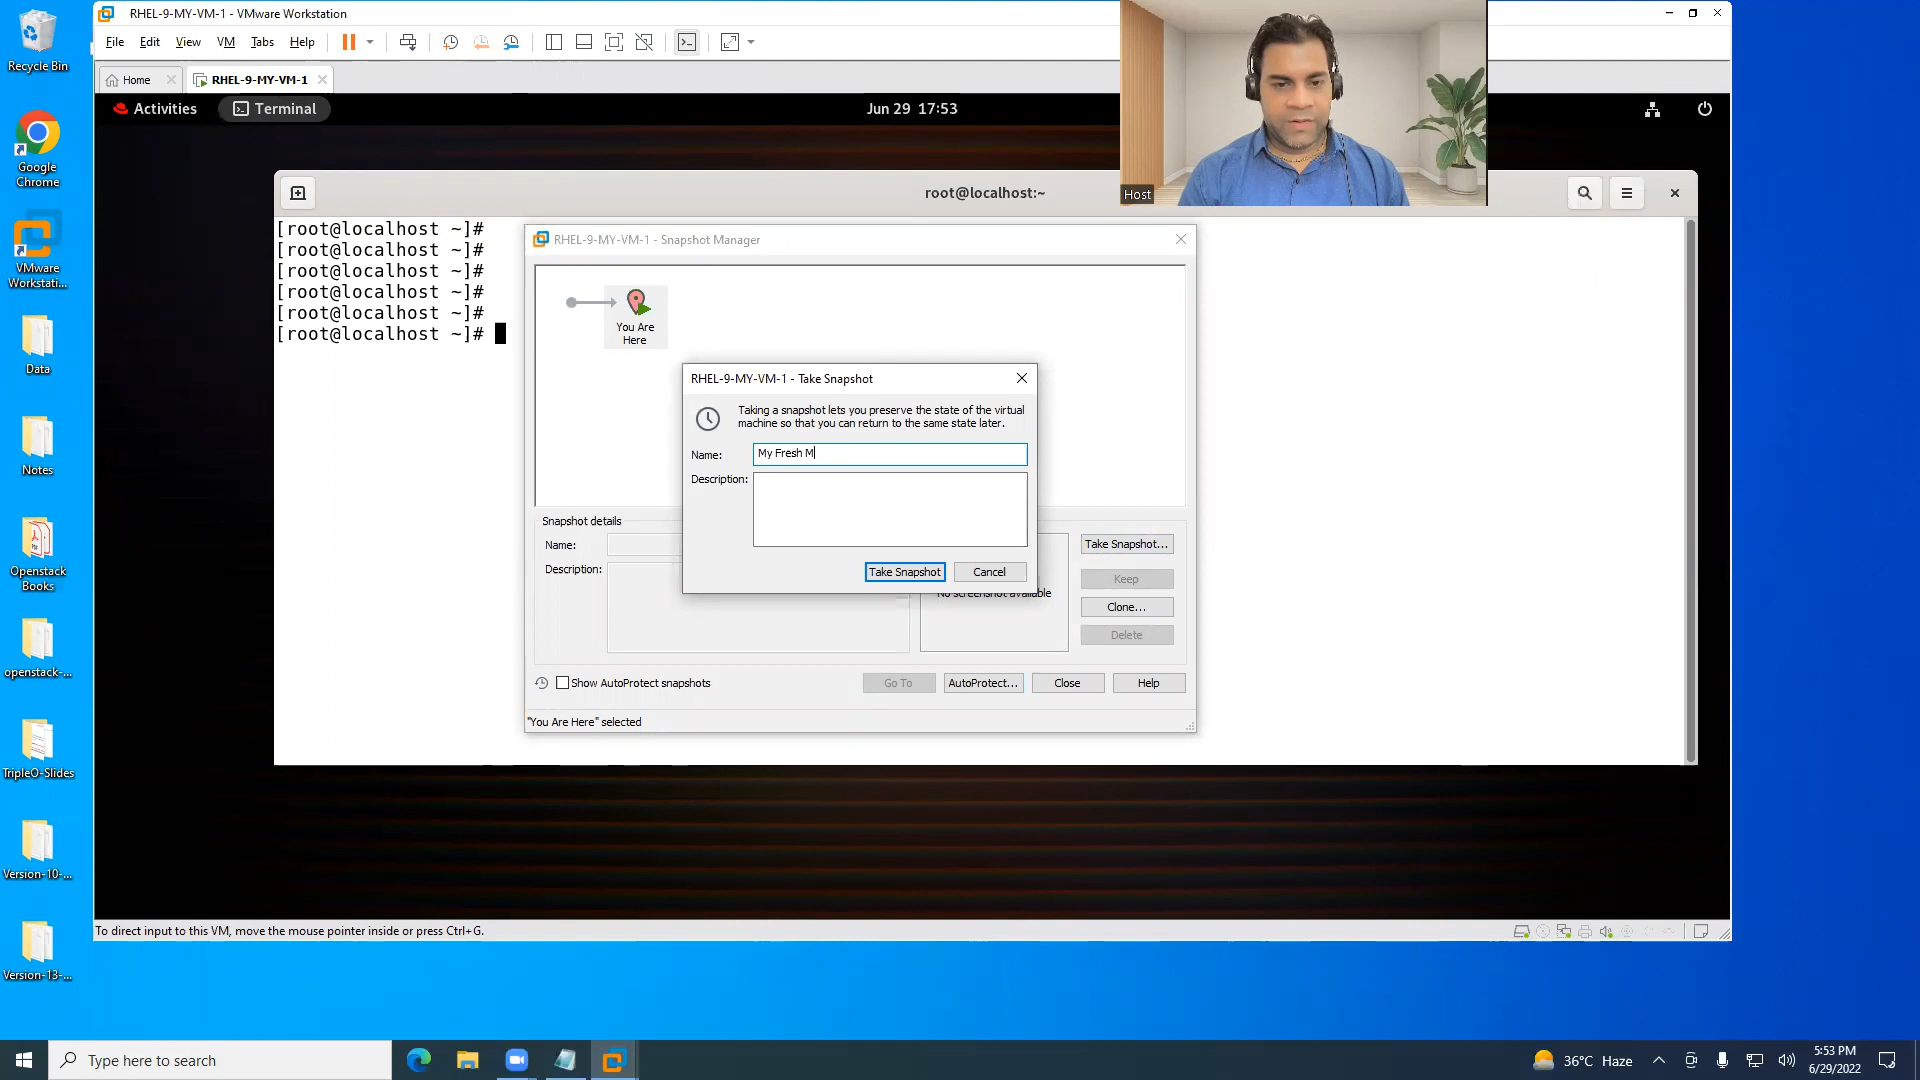 Recycle Bin
Google
Chrome
VMware
Workstati...
Data
Notes
Openstack
Books
openstack-...
TripleO-Slides
Version-10-...
Version-13-...
RHEL-9-MY-VM-1 - VMware Workstation
File Edit View VM Tabs Help
Home
RHEL-9-MY-VM-1
Activities
Terminal
Jun 29 17:53
Host
root@localhost:~
[root@localhost ~]#
[root@localhost ~]#
[root@localhost ~]#
[root@localhost ~]#
[root@localhost ~]#
[root@localhost ~]#
RHEL-9-MY-VM-1 - Snapshot Manager
You Are
Here
RHEL-9-MY-VM-1 - Take Snapshot
Taking a snapshot lets you preserve the state of the virtual
machine so that you can return to the same state later.
Name: My Fresh M
Description:
Take Snapshot Cancel
Snapshot details
Name:
Description:
No screenshot available
Take Snapshot...
Keep
Clone...
Delete
Show AutoProtect snapshots
Go To AutoProtect... Close Help
"You Are Here" selected
To direct input to this VM, move the mouse pointer inside or press Ctrl+G.
Type here to search
36°C Haze
5:53 PM
6/29/2022